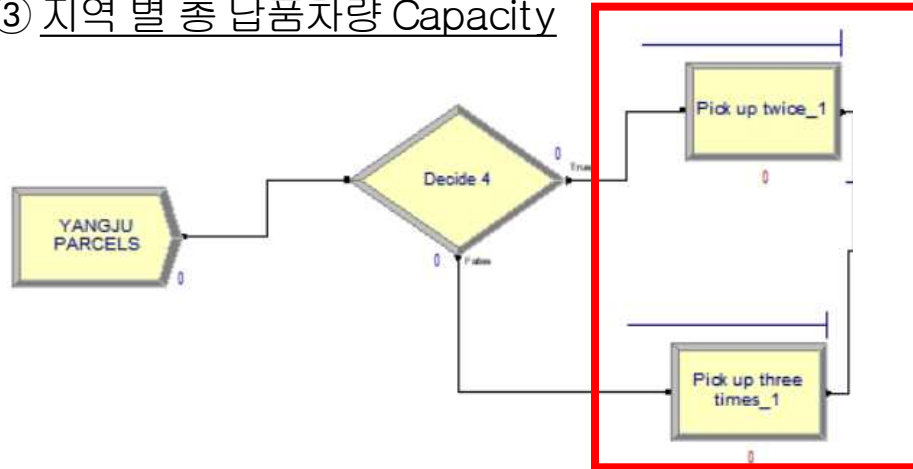 ③ 지역 별 총 납품차량 Capacity
Pick up twice_1
0
Decide 4
0
True
YANGJU
PARCELS
0
0
False
Pick up three
times_1
0